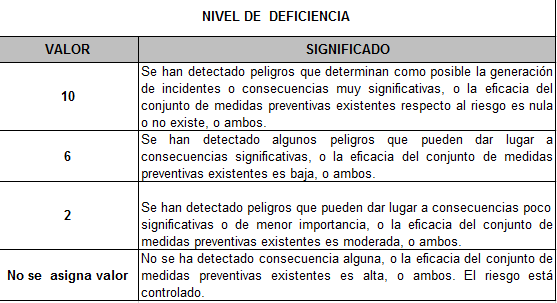 NIVEL DE DEFICIENCIA
VALOR SIGNIFICADO
10
Se han detectado peligros que determinan como posible la generación
de incidentes o consecuencias muy significativas, o la eficacia del
conjunto de medidas preventivas existentes respecto al riesgo es nula
o no existe, o ambos.
6
Se han detectado algunos peligros que pueden dar lugar a
consecuencias significativas, o la eficacia del conjunto de medidas
preventivas existentes es baja, o ambos.
2
Se han detectado peligros que pueden dar lugar a consecuencias poco
significativas o de menor importancia, o la eficacia del conjunto de
medidas preventivas existentes es moderada, o ambos.
No se asigna valor
No se ha detectado consecuencia alguna, o la eficacia del conjunto de
medidas preventivas existentes es alta, o ambos. El riesgo está
controlado.